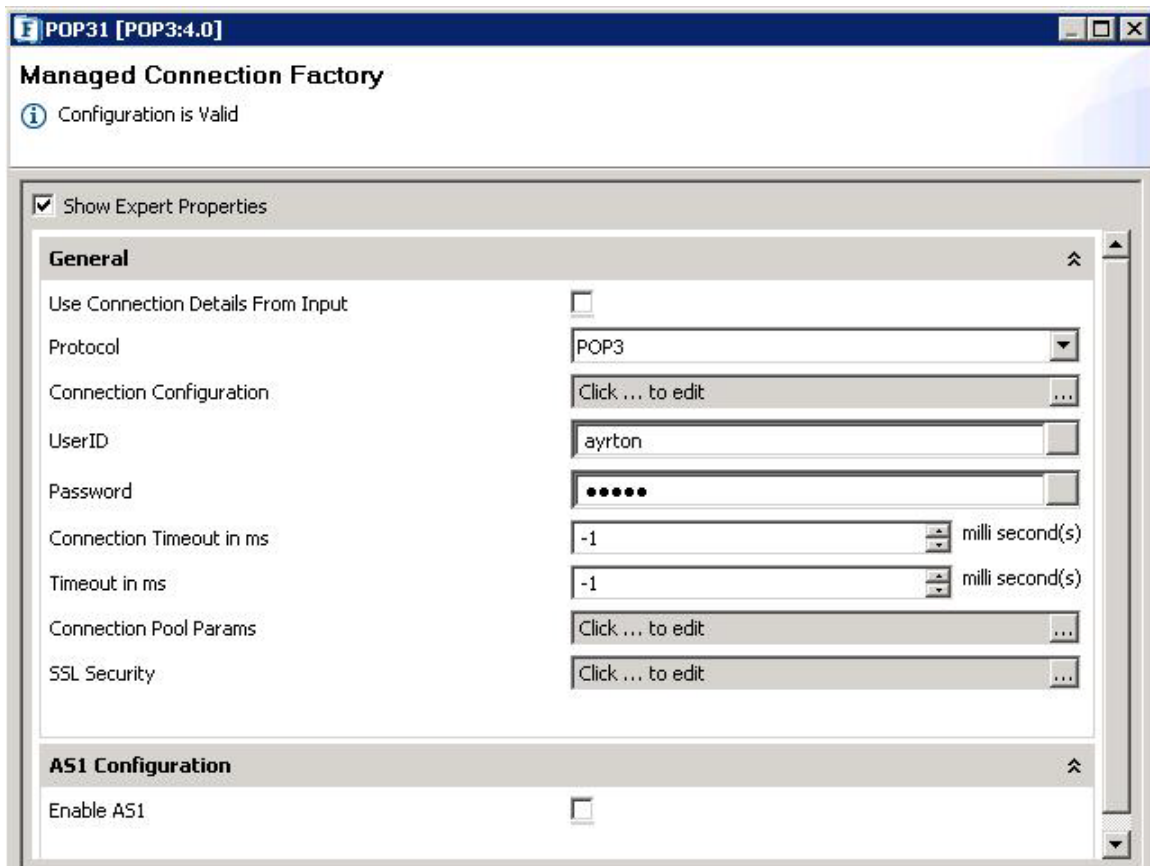 POP31 [POP3:4.0]
Managed Connection Factory
Configuration is Valid
Show Expert Properties
General
Use Connection Details From Input
Protocol POP3
Connection Configuration Click ... to edit ...
UserID ayrton
Password •••••
Connection Timeout in ms -1 milli second(s)
Timeout in ms -1 milli second(s)
Connection Pool Params Click ... to edit ...
SSL Security Click ... to edit ...
AS1 Configuration
Enable AS1